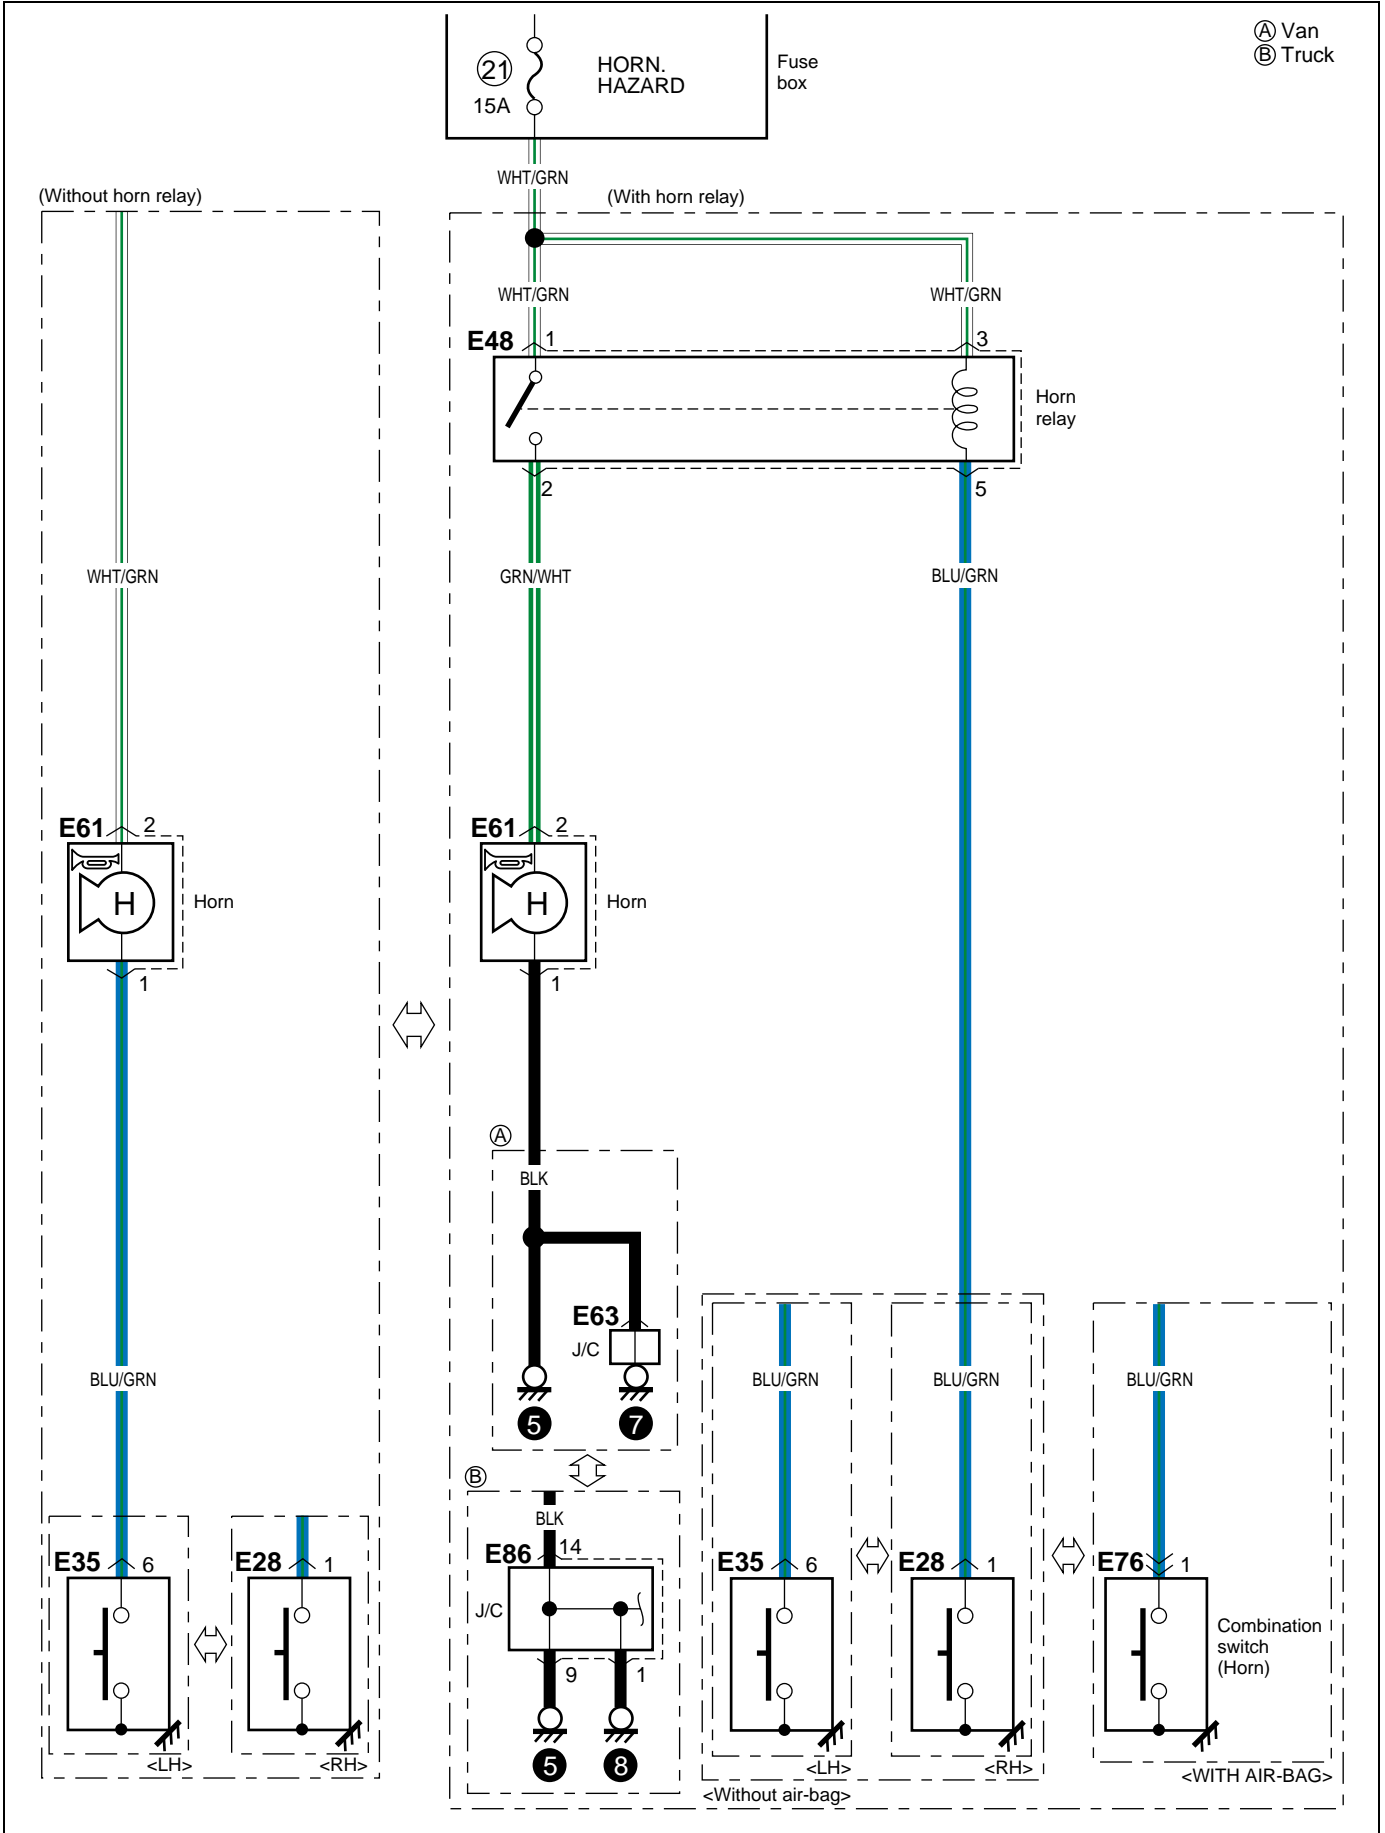 Ⓐ Van
Ⓑ Truck
21
15A
HORN.
HAZARD
Fuse
box
WHT/GRN
(Without horn relay)
(With horn relay)
WHT/GRN
WHT/GRN
E48
1
3
Horn
relay
2
5
WHT/GRN
GRN/WHT
BLU/GRN
E61
2
H
Horn
1
E61
2
H
Horn
1
Ⓐ
BLK
E63
J/C
5
7
BLU/GRN
BLU/GRN
BLU/GRN
BLU/GRN
Ⓑ
BLK
E86
14
J/C
9
1
5
8
E35
6
E28
1
<LH>
<RH>
E35
6
E28
1
E76
1
Combination
switch
(Horn)
<LH>
<RH>
<WITH AIR-BAG>
<Without air-bag>